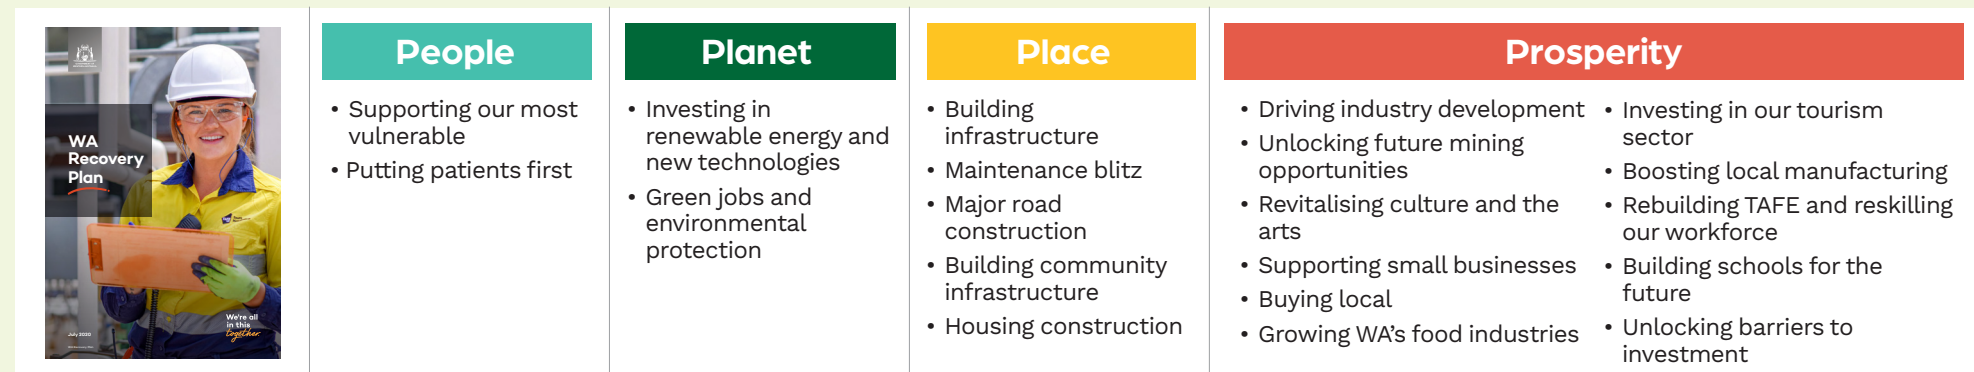 WA
Recovery
Plan
We're all
in this
together.
July 2020
People
• Supporting our most
vulnerable
• Putting patients first
Planet
• Investing in
renewable energy and
new technologies
• Green jobs and
environmental
protection
Place
• Building
infrastructure
• Maintenance blitz
• Major road
construction
• Building community
infrastructure
• Housing construction
Prosperity
• Driving industry development
• Unlocking future mining
opportunities
• Revitalising culture and the
arts
• Supporting small businesses
• Buying local
• Growing WA's food industries
• Investing in our tourism
sector
• Boosting local manufacturing
• Rebuilding TAFE and reskilling
our workforce
• Building schools for the
future
• Unlocking barriers to
investment